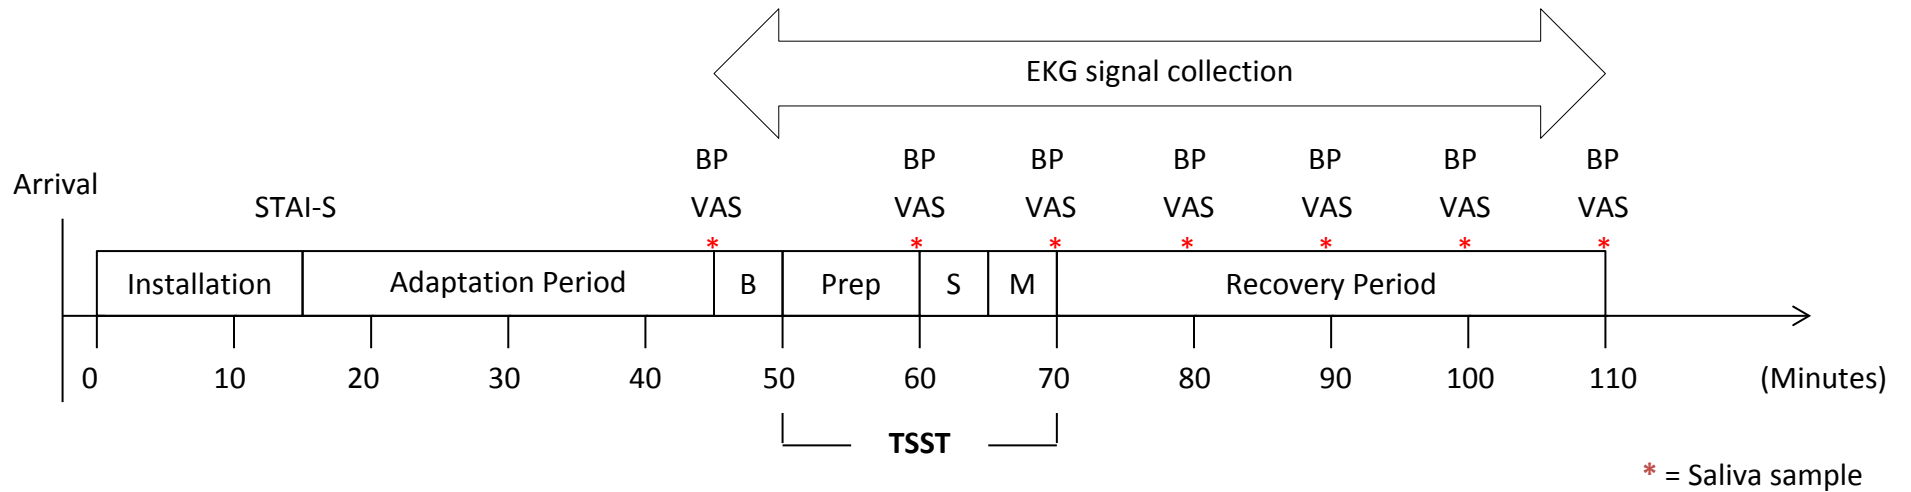 EKG signal collection
BP BP BP BP BP BP BP
Arrival
STAI-S VAS VAS VAS VAS VAS VAS VAS
* * * * * * *
Installation Adaptation Period B Prep S M Recovery Period
0 10 20 30 40 50 60 70 80 90 100 110 (Minutes)
TSST
* = Saliva sample